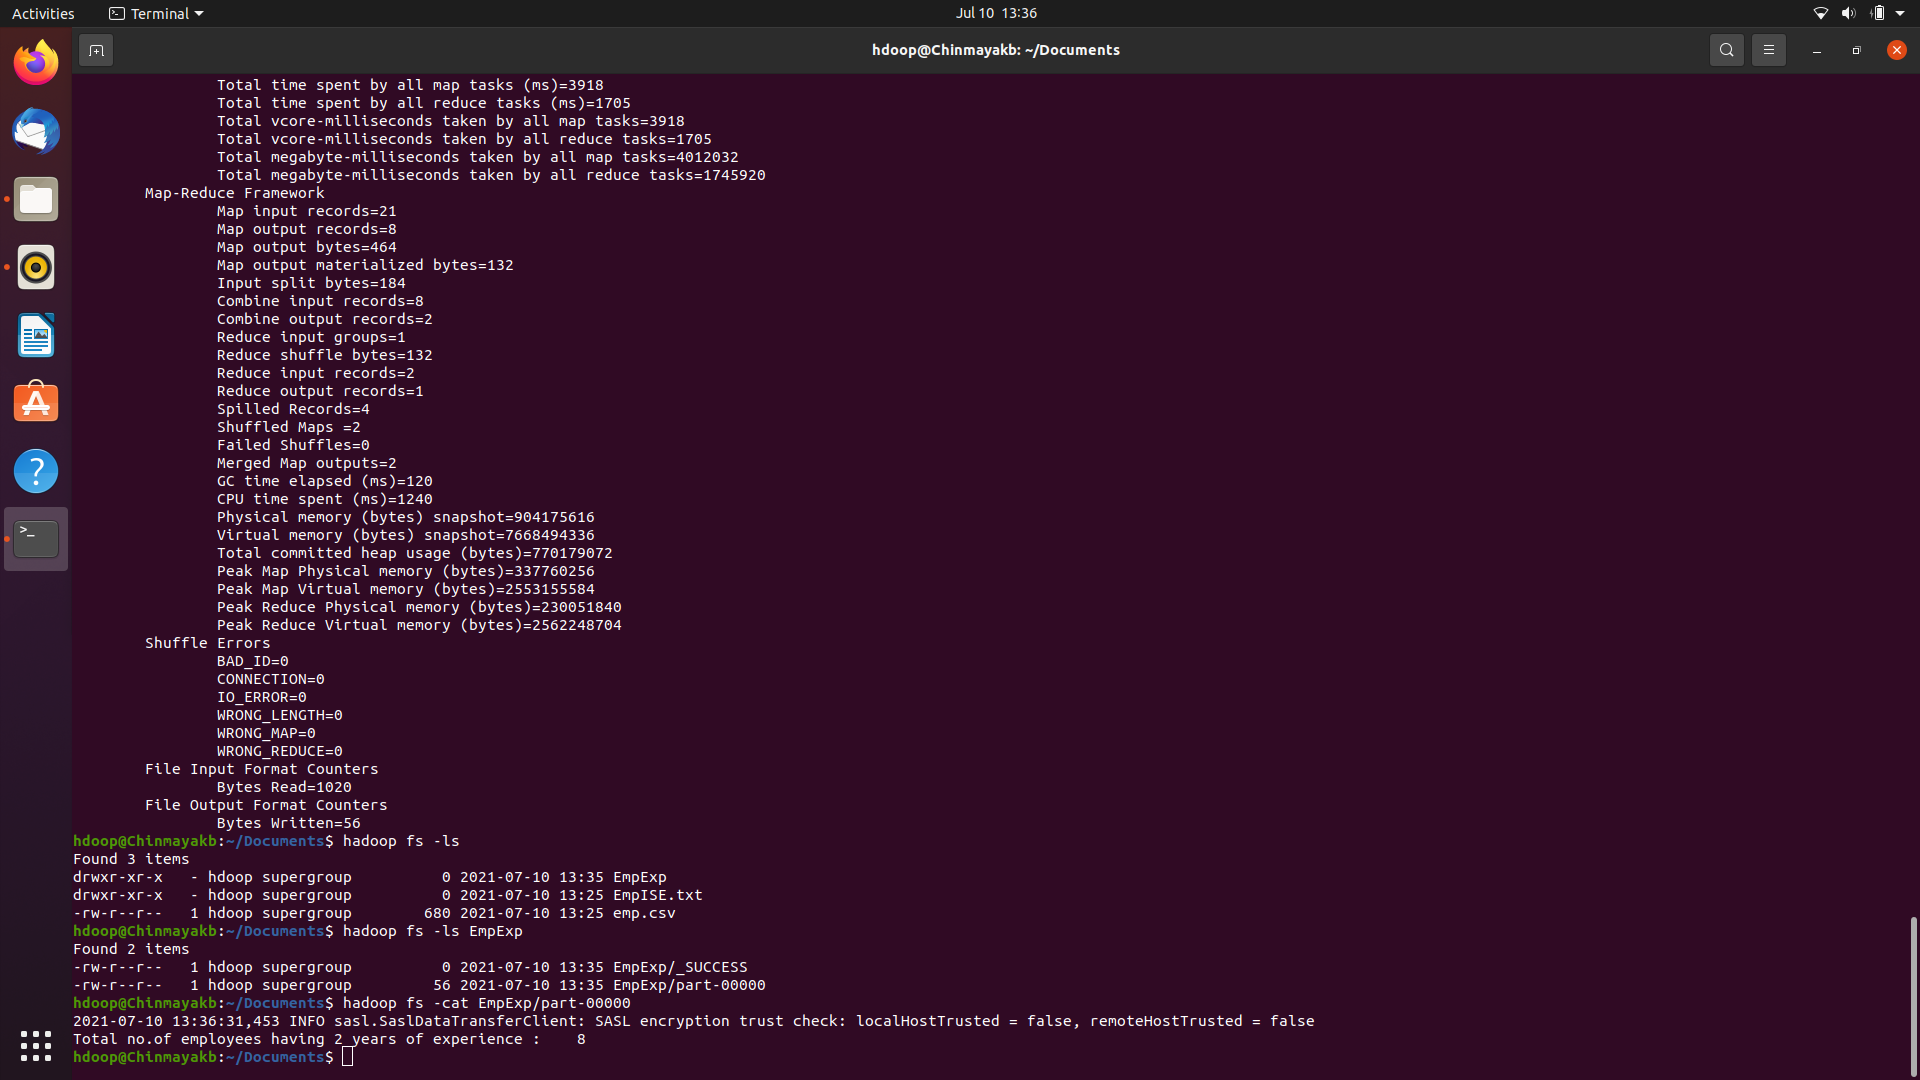 Activities Terminal Jul 10 13:36
hdoop@Chinmayakb: ~/Documents
Total time spent by all map tasks (ms)=3918
Total time spent by all reduce tasks (ms)=1705
Total vcore-milliseconds taken by all map tasks=3918
Total vcore-milliseconds taken by all reduce tasks=1705
Total megabyte-milliseconds taken by all map tasks=4012032
Total megabyte-milliseconds taken by all reduce tasks=1745920
Map-Reduce Framework
Map input records=21
Map output records=8
Map output bytes=464
Map output materialized bytes=132
Input split bytes=184
Combine input records=8
Combine output records=2
Reduce input groups=1
Reduce shuffle bytes=132
Reduce input records=2
Reduce output records=1
Spilled Records=4
Shuffled Maps =2
Failed Shuffles=0
Merged Map outputs=2
GC time elapsed (ms)=120
CPU time spent (ms)=1240
Physical memory (bytes) snapshot=904175616
Virtual memory (bytes) snapshot=7668494336
Total committed heap usage (bytes)=770179072
Peak Map Physical memory (bytes)=337760256
Peak Map Virtual memory (bytes)=2553155584
Peak Reduce Physical memory (bytes)=230051840
Peak Reduce Virtual memory (bytes)=2562248704
Shuffle Errors
BAD_ID=0
CONNECTION=0
IO_ERROR=0
WRONG_LENGTH=0
WRONG_MAP=0
WRONG_REDUCE=0
File Input Format Counters
Bytes Read=1020
File Output Format Counters
Bytes Written=56
hdoop@Chinmayakb:~/Documents$ hadoop fs -ls
Found 3 items
drwxr-xr-x   - hdoop supergroup          0 2021-07-10 13:35 EmpExp
drwxr-xr-x   - hdoop supergroup          0 2021-07-10 13:25 EmpISE.txt
-rw-r--r--   1 hdoop supergroup        680 2021-07-10 13:25 emp.csv
hdoop@Chinmayakb:~/Documents$ hadoop fs -ls EmpExp
Found 2 items
-rw-r--r--   1 hdoop supergroup          0 2021-07-10 13:35 EmpExp/_SUCCESS
-rw-r--r--   1 hdoop supergroup         56 2021-07-10 13:35 EmpExp/part-00000
hdoop@Chinmayakb:~/Documents$ hadoop fs -cat EmpExp/part-00000
2021-07-10 13:36:31,453 INFO sasl.SaslDataTransferClient: SASL encryption trust check: localHostTrusted = false, remoteHostTrusted = false
Total no.of employees having 2 years of experience :    8
hdoop@Chinmayakb:~/Documents$